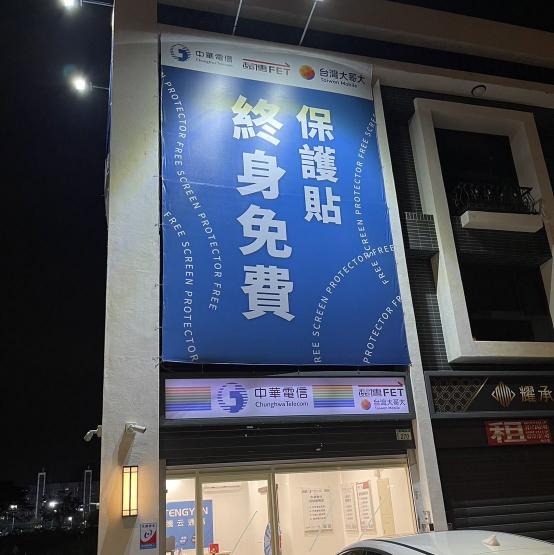 中華電信
Chunghwa Telecom
遠傳FET
台灣大哥大
Taiwan Mobile
保護貼
終身免費
FREE SCREEN PROTECTOR FREE
FREE SCREEN PROTECTOR
FREE SCREEN PROTECTOR FREE
FREE SCREEN PROTECTOR
中華電信
Chunghwa Telecom
遠傳FET
台灣大哥大
Taiwan Mobile
耀承
租